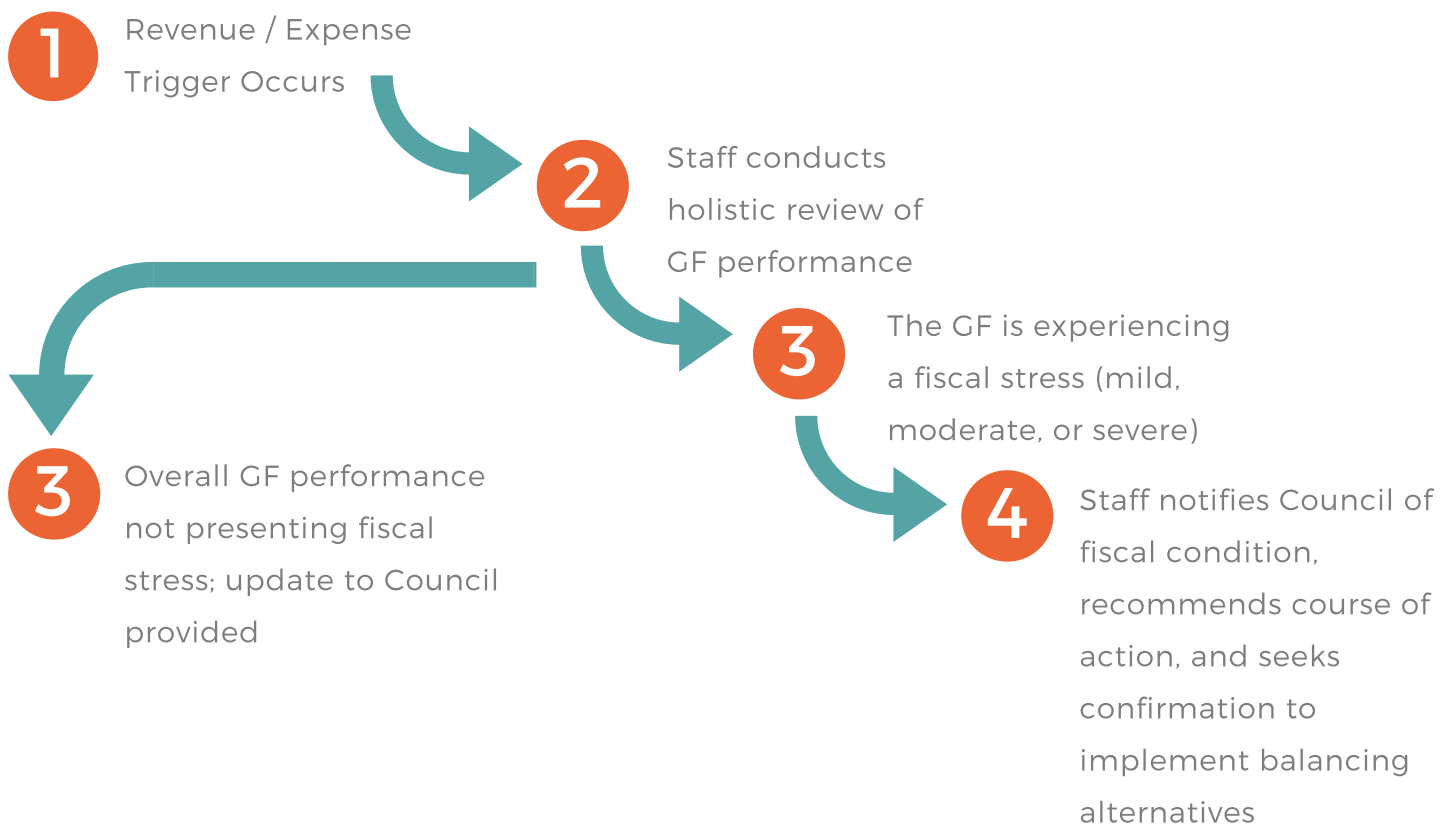 1
Revenue / Expense
Trigger Occurs
2
Staff conducts
holistic review of
GF performance
3
The GF is experiencing
a fiscal stress (mild,
moderate, or severe)
3
Overall GF performance
not presenting fiscal
stress; update to Council
provided
4
Staff notifies Council of
fiscal condition,
recommends course of
action, and seeks
confirmation to
implement balancing
alternatives